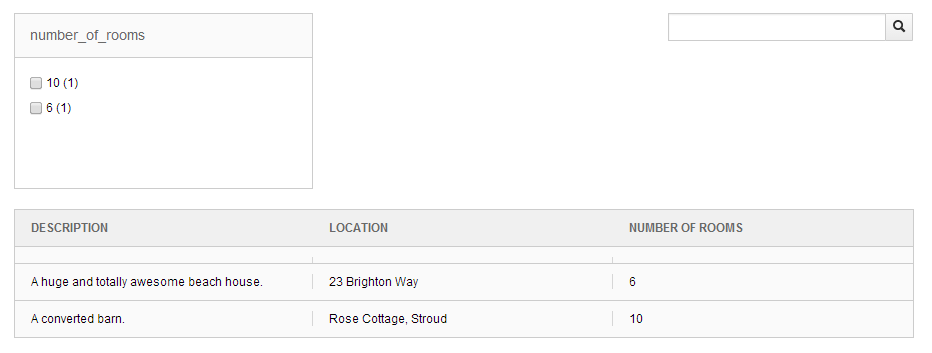 number_of_rooms
10 (1)
6 (1)
DESCRIPTION LOCATION NUMBER OF ROOMS
A huge and totally awesome beach house. 23 Brighton Way 6
A converted barn. Rose Cottage, Stroud 10